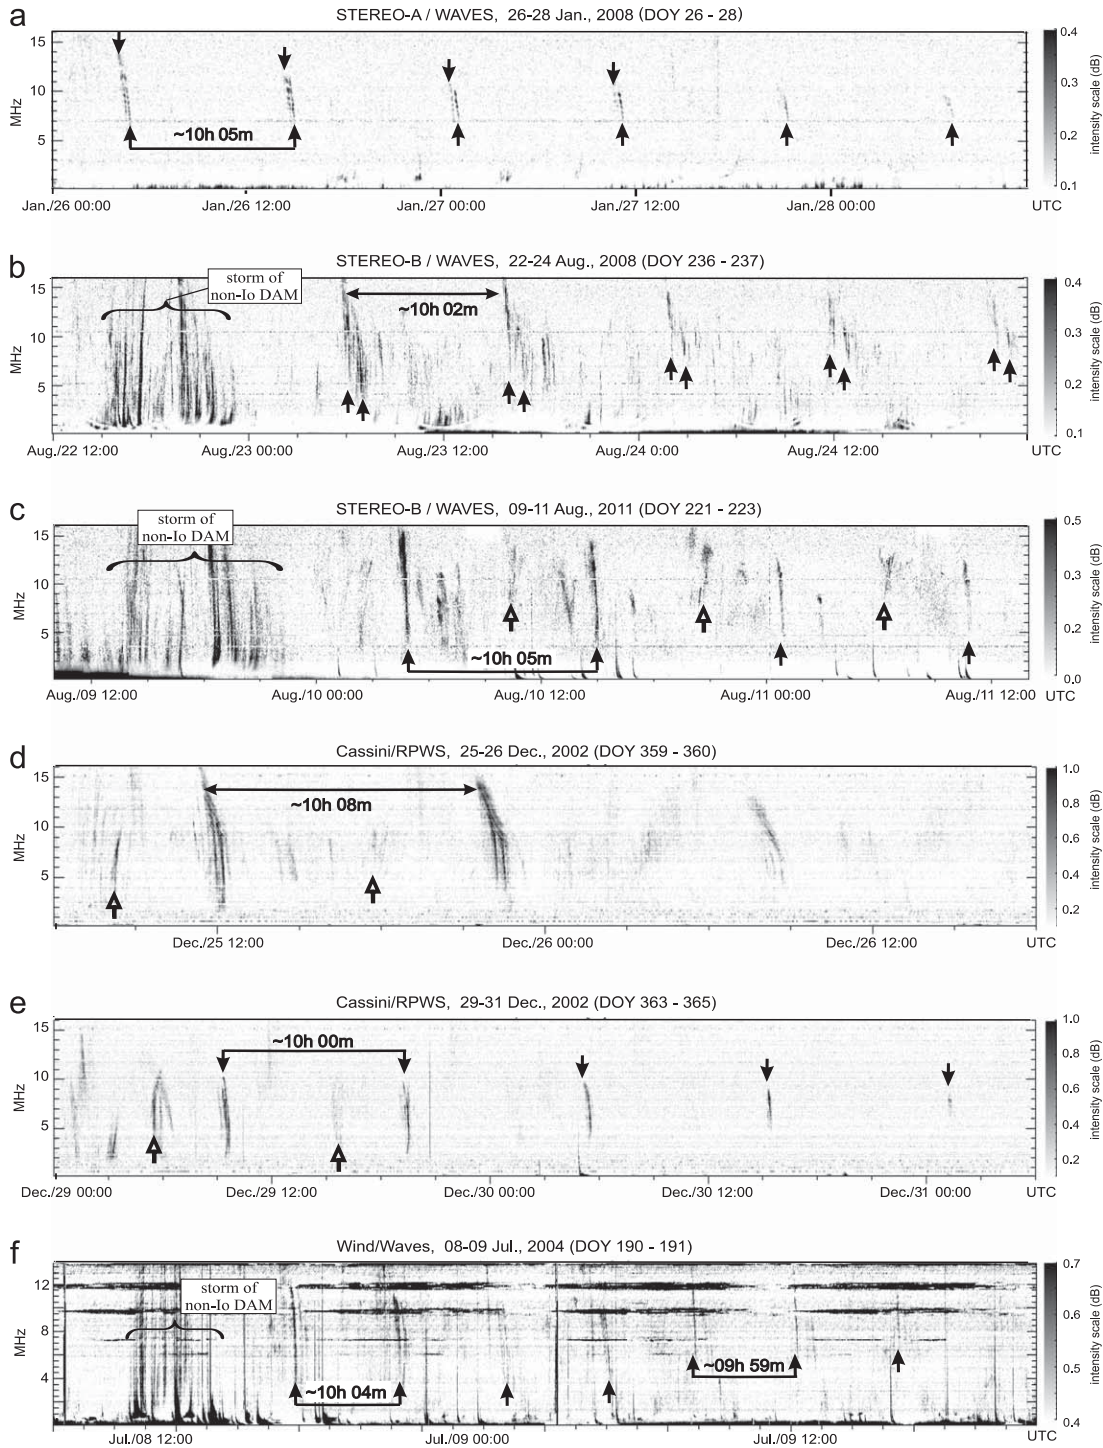 a
STEREO-A / WAVES, 26-28 Jan., 2008 (DOY 26 - 28)
15
10
5
MHz
~10h 05m
0.4
0.3
0.2
0.1
intensity scale (dB)
Jan./26 00:00
Jan./26 12:00
Jan./27 00:00
Jan./27 12:00
Jan./28 00:00
UTC
b
STEREO-B / WAVES, 22-24 Aug., 2008 (DOY 236 - 237)
storm of
non-Io DAM
15
10
5
MHz
~10h 02m
0.4
0.3
0.2
0.1
intensity scale (dB)
Aug./22 12:00
Aug./23 00:00
Aug./23 12:00
Aug./24 0:00
Aug./24 12:00
UTC
c
STEREO-B / WAVES, 09-11 Aug., 2011 (DOY 221 - 223)
storm of
non-Io DAM
15
10
5
MHz
~10h 05m
0.5
0.3
0.2
0.0
intensity scale (dB)
Aug./09 12:00
Aug./10 00:00
Aug./10 12:00
Aug./11 00:00
Aug./11 12:00
UTC
d
Cassini/RPWS, 25-26 Dec., 2002 (DOY 359 - 360)
15
10
5
MHz
~10h 08m
1.0
0.8
0.6
0.4
0.2
intensity scale (dB)
Dec./25 12:00
Dec./26 00:00
Dec./26 12:00
UTC
e
Cassini/RPWS, 29-31 Dec., 2002 (DOY 363 - 365)
15
10
5
MHz
~10h 00m
1.0
0.8
0.6
0.4
0.2
intensity scale (dB)
Dec./29 00:00
Dec./29 12:00
Dec./30 00:00
Dec./30 12:00
Dec./31 00:00
UTC
f
Wind/Waves, 08-09 Jul., 2004 (DOY 190 - 191)
storm of
non-Io DAM
12
8
4
MHz
~10h 04m
~09h 59m
0.7
0.6
0.5
0.4
intensity scale (dB)
Jul./08 12:00
Jul./09 00:00
Jul./09 12:00
UTC